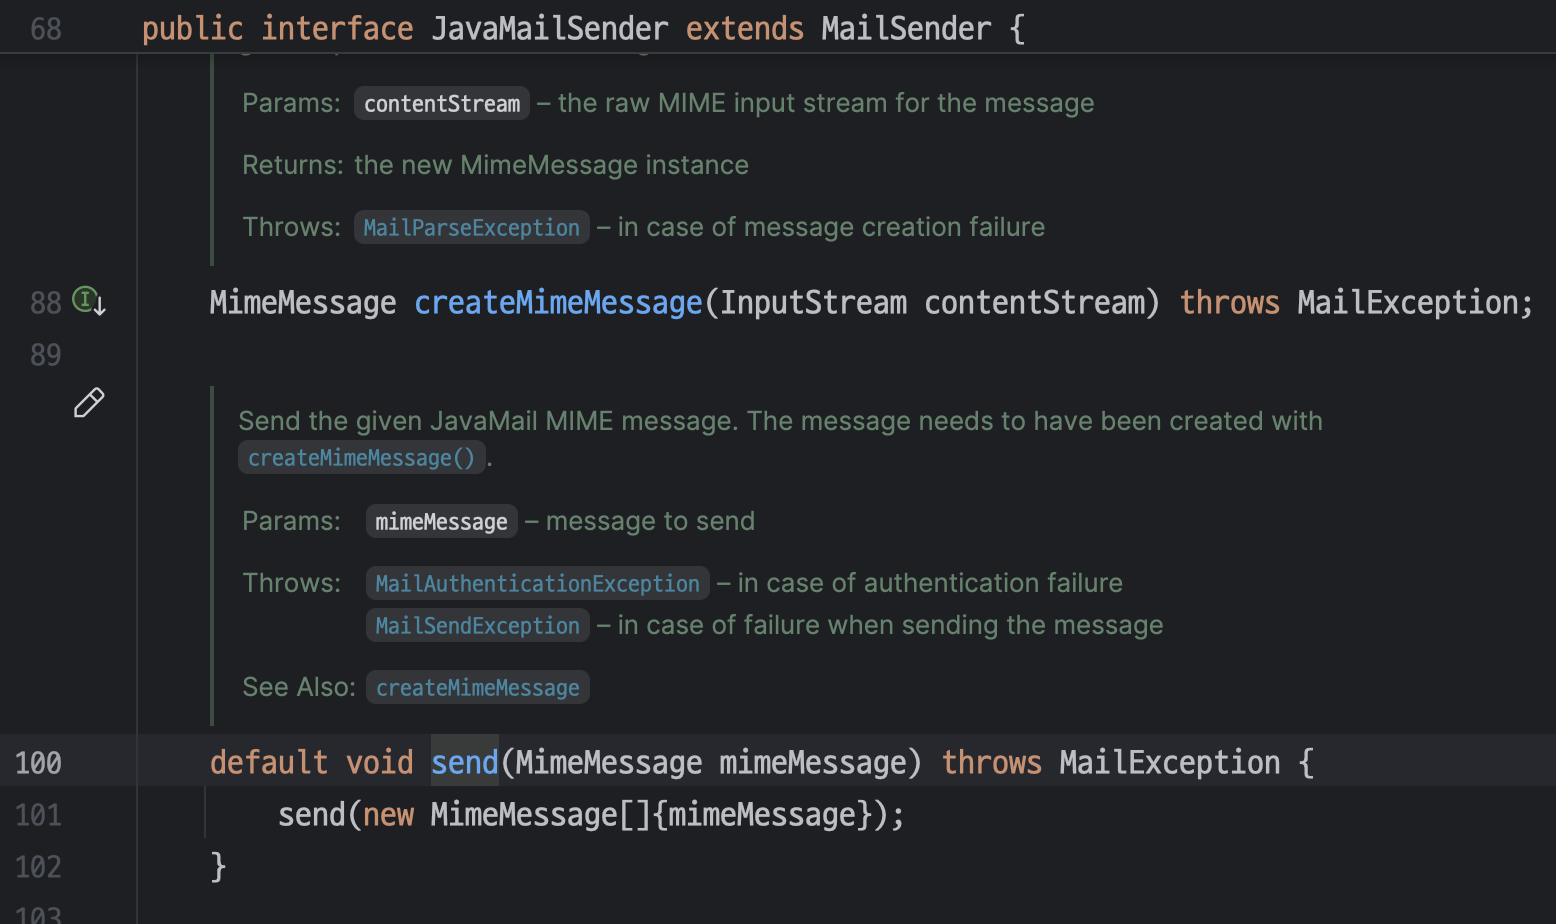 68 public interface JavaMailSender extends MailSender {
Params: contentStream – the raw MIME input stream for the message
Returns: the new MimeMessage instance
Throws: MailParseException – in case of message creation failure
88 MimeMessage createMimeMessage(InputStream contentStream) throws MailException;
89
Send the given JavaMail MIME message. The message needs to have been created with
createMimeMessage().
Params: mimeMessage – message to send
Throws: MailAuthenticationException – in case of authentication failure
MailSendException – in case of failure when sending the message
See Also: createMimeMessage
100 default void send(MimeMessage mimeMessage) throws MailException {
101 send(new MimeMessage[]{mimeMessage});
102 }
103